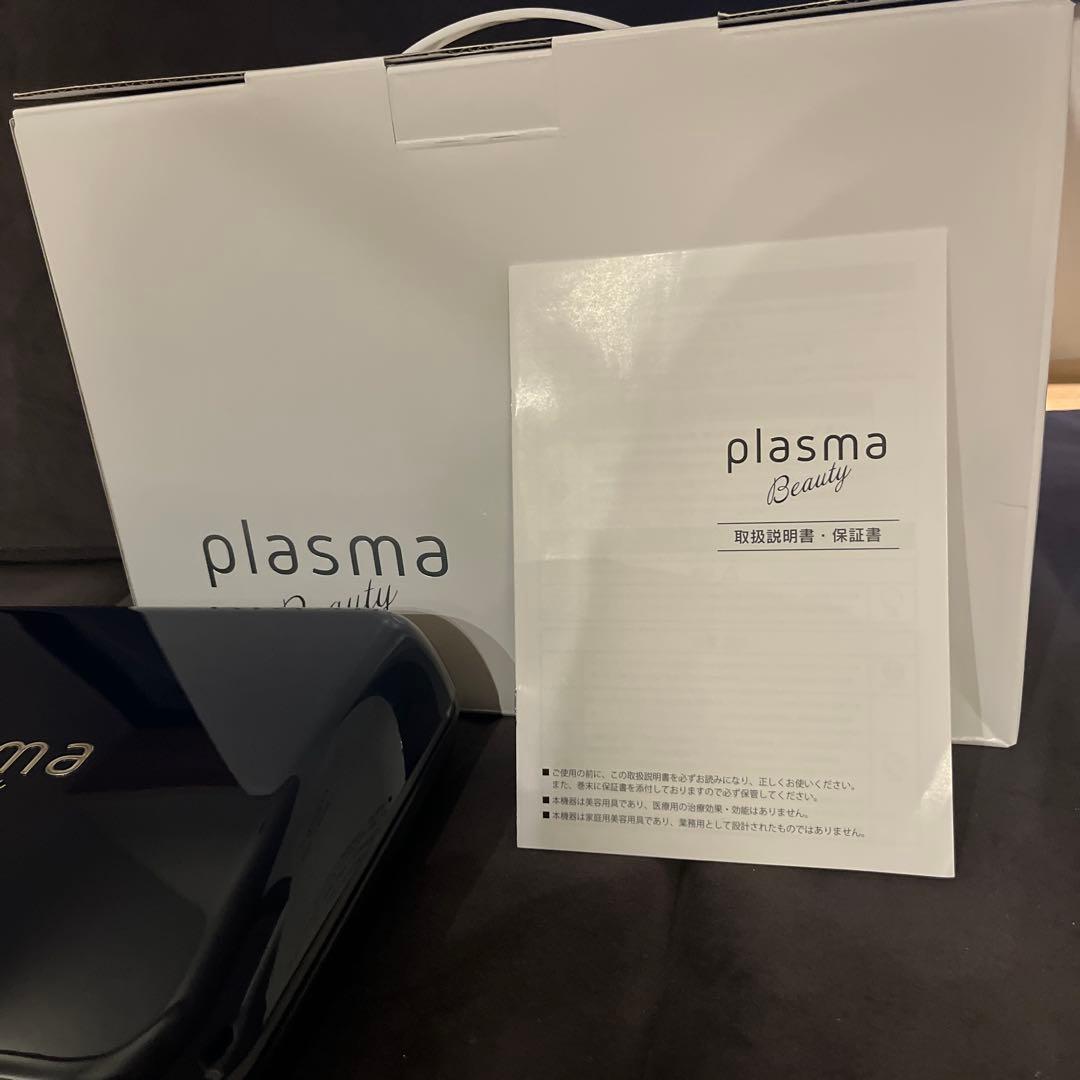 plasma
Beauty
plasma
Beauty
取扱説明書・保証書
■ ご使用の前に、この取扱説明書を必ずお読みになり、正しくお使いください。
また、巻末に保証書を添付しておりますので必ず保管してください。
■ 本機器は美容用具であり、医療用の治療効果・効能はありません。
■ 本機器は家庭用美容用具であり、業務用として設計されたものではありません。
ma